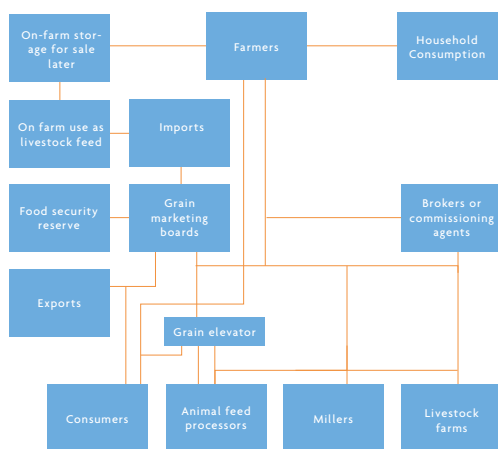 On-farm stor-
age for sale
later
Farmers
Household
Consumption
On farm use as
livestock feed
Imports
Food security
reserve
Grain
marketing
boards
Brokers or
commissioning
agents
Exports
Grain elevator
Consumers
Animal feed
processors
Millers
Livestock
farms